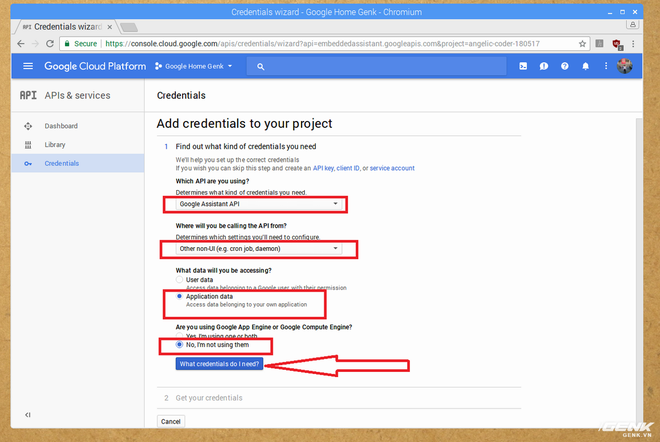 Credentials wizard - Google Home Genk - Chromium
API Credentials wizard
Secure https://console.cloud.google.com/apis/credentials/wizard?api=embeddedassistant.googleapis.com&project=angelic-coder-180517
Google Cloud Platform Google Home Genk
API APIs & services Credentials
Dashboard
Library
Credentials
Add credentials to your project
1 Find out what kind of credentials you need
We'll help you set up the correct credentials
If you wish you can skip this step and create an API key, client ID, or service account
Which API are you using?
Determines what kind of credentials you need.
Google Assistant API
Where will you be calling the API from?
Determines which settings you'll need to configure.
Other non-UI (e.g. cron job, daemon)
What data will you be accessing?
User data
Access data belonging to a Google user, with their permission
Application data
Access data belonging to your own application
Are you using Google App Engine or Google Compute Engine?
Yes, I'm using one or both
No, I'm not using them
What credentials do I need?
2 Get your credentials
Cancel
GENK
GENK.VN